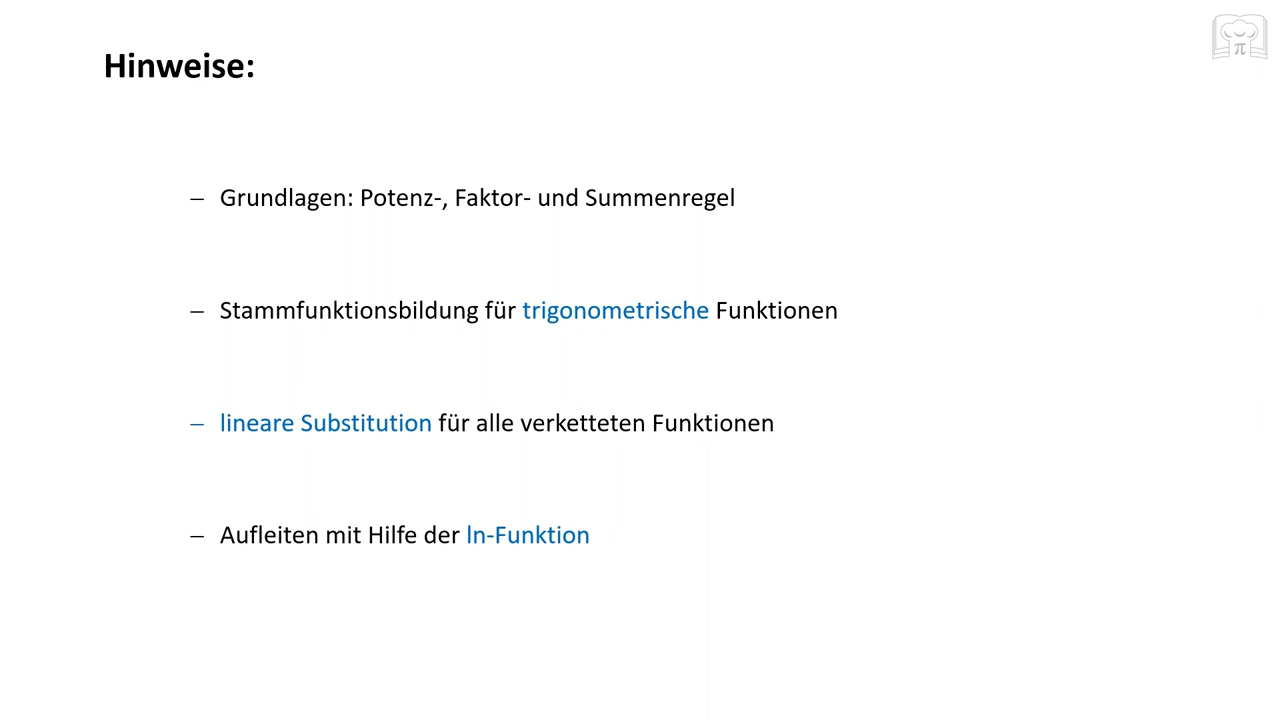 Hinweise:
– Grundlagen: Potenz-, Faktor- und Summenregel
– Stammfunktionsbildung für trigonometrische Funktionen
– lineare Substitution für alle verketteten Funktionen
– Aufleiten mit Hilfe der ln-Funktion
π